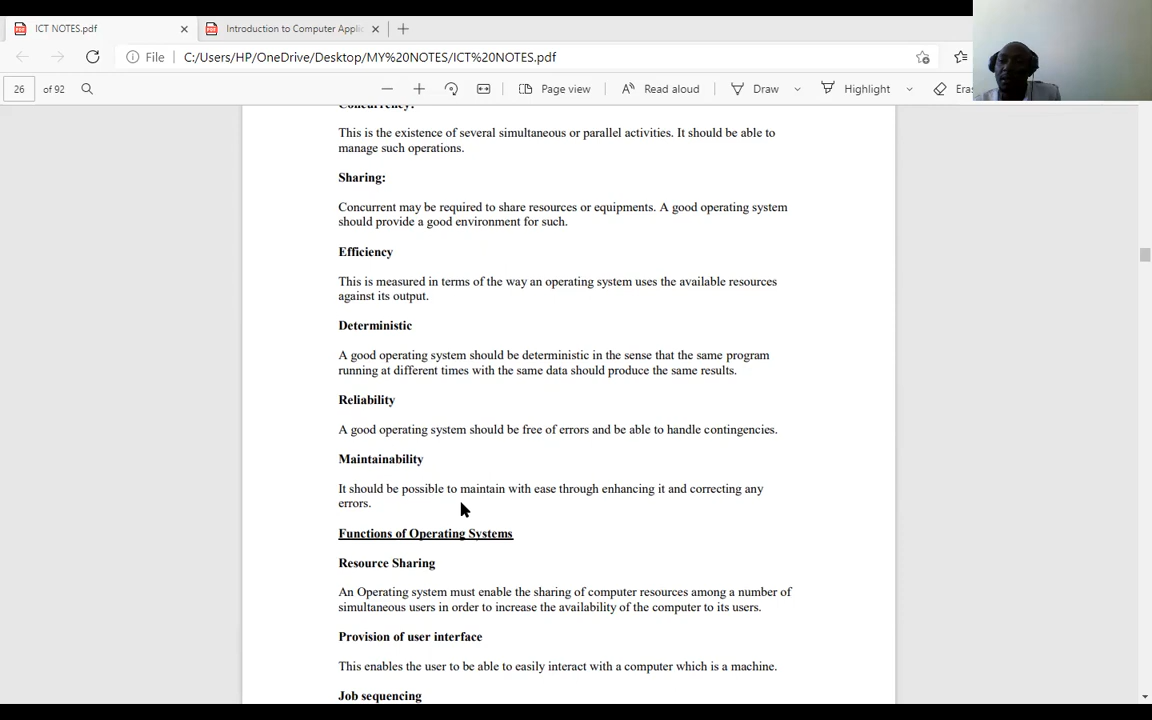 ICT NOTES.pdf
Introduction to Computer Applic
File
C:/Users/HP/OneDrive/Desktop/MY%20NOTES/ICT%20NOTES.pdf
26 of 92
Page view
Read aloud
Draw
Highlight
Eras
Concurrency:
This is the existence of several simultaneous or parallel activities. It should be able to
manage such operations.
Sharing:
Concurrent may be required to share resources or equipments. A good operating system
should provide a good environment for such.
Efficiency
This is measured in terms of the way an operating system uses the available resources
against its output.
Deterministic
A good operating system should be deterministic in the sense that the same program
running at different times with the same data should produce the same results.
Reliability
A good operating system should be free of errors and be able to handle contingencies.
Maintainability
It should be possible to maintain with ease through enhancing it and correcting any
errors.
Functions of Operating Systems
Resource Sharing
An Operating system must enable the sharing of computer resources among a number of
simultaneous users in order to increase the availability of the computer to its users.
Provision of user interface
This enables the user to be able to easily interact with a computer which is a machine.
Job sequencing